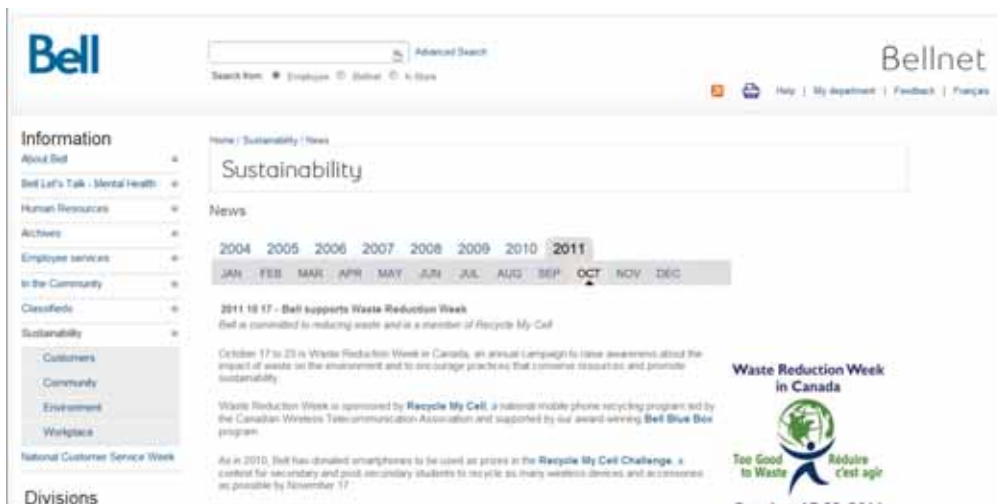 Bell
Advanced Search
Search from: Employee Bellnet In Store
Bellnet
Help | My department | Feedback | Français
Information
About Bell
Bell Let's Talk - Mental Health
Human Resources
Archives
Employee services
In the Community
Classifieds
Sustainability
Customers
Community
Environment
Workplace
National Customer Service Week
Divisions
Home / Sustainability / News
Sustainability
News
2004 2005 2006 2007 2008 2009 2010 2011
JAN FEB MAR APR MAY JUN JUL AUG SEP OCT NOV DEC
2011 10 17 - Bell supports Waste Reduction Week
Bell is committed to reducing waste and is a member of Recycle My Cell
October 17 to 23 is Waste Reduction Week in Canada, an annual campaign to raise awareness about the
impact of waste on the environment and to encourage practices that conserve resources and promote
sustainability.
Waste Reduction Week is sponsored by Recycle My Cell, a national mobile phone recycling program led by
the Canadian Wireless Telecommunication Association and supported by our award-winning Bell Blue Box
program.
As in 2010, Bell has donated smartphones to be used as prizes in the Recycle My Cell Challenge, a
contest for secondary and post-secondary students to recycle as many wireless devices and accessories
as possible by November 17.
Waste Reduction Week
in Canada
Too Good
to Waste
Réduire
c'est agir